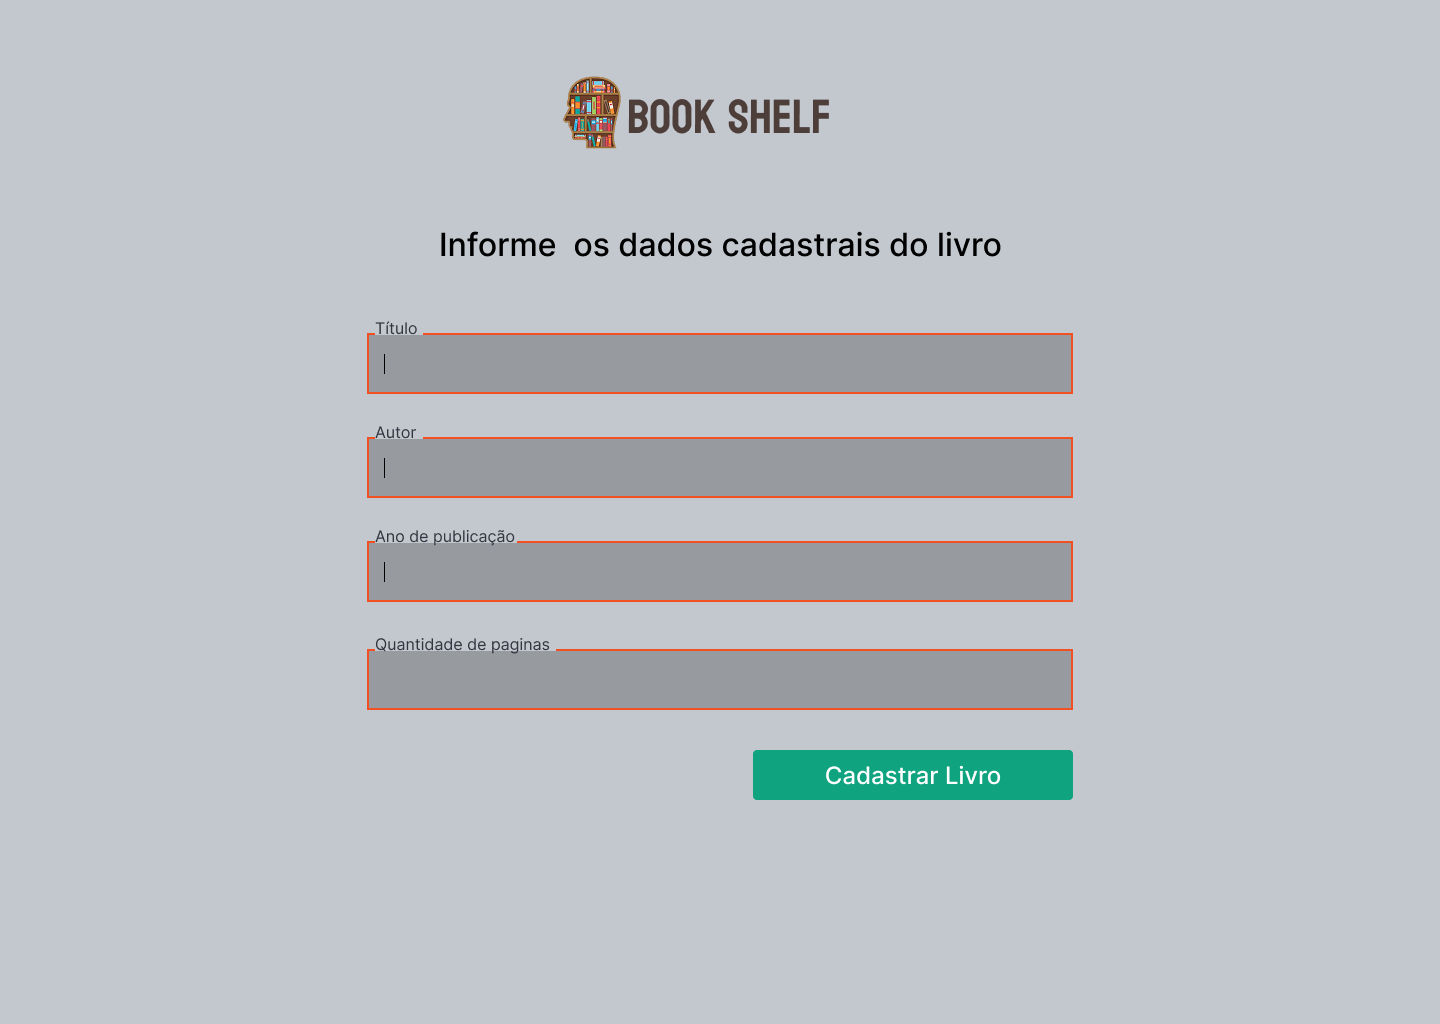 BOOK SHELF
Informe  os dados cadastrais do livro
Título
Autor
Ano de publicação
Quantidade de paginas
Cadastrar Livro